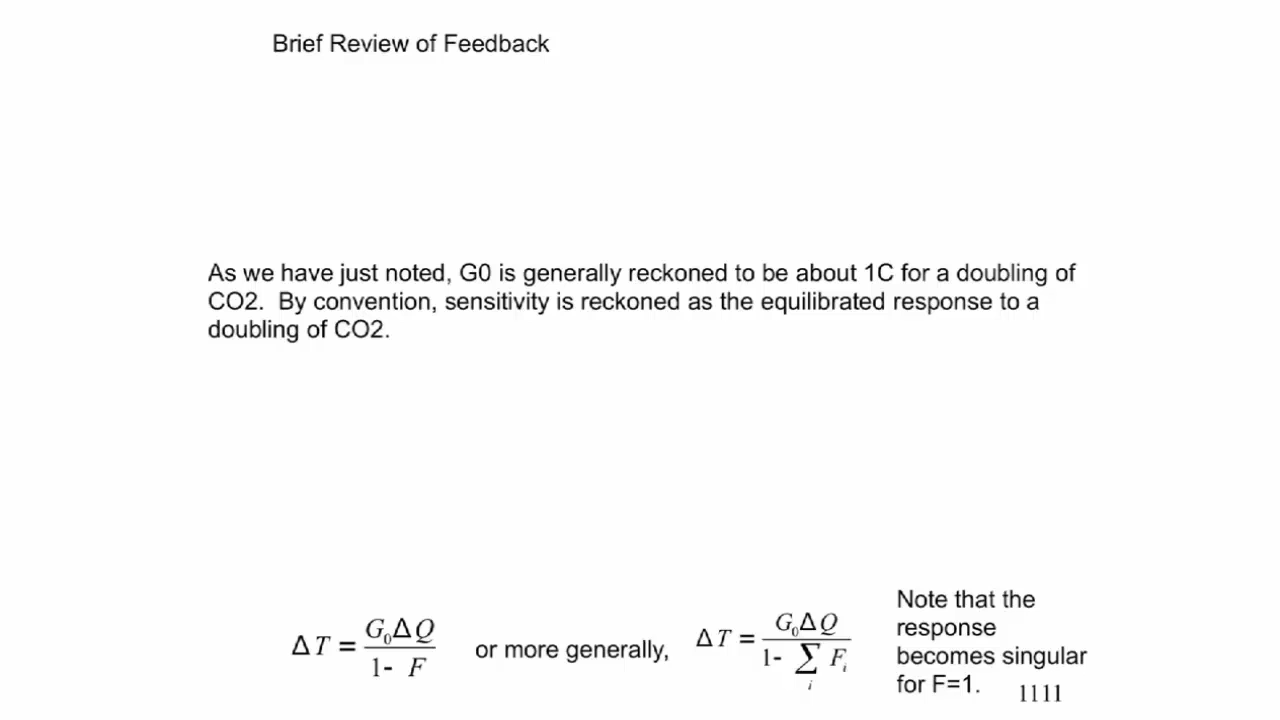 Brief Review of Feedback
As we have just noted, G0 is generally reckoned to be about 1C for a doubling of
CO2.  By convention, sensitivity is reckoned as the equilibrated response to a
doubling of CO2.
ΔT = G₀ΔQ / 1- F
or more generally,
ΔT = G₀ΔQ / 1- ∑ᵢ Fᵢ
Note that the
response
becomes singular
for F=1.
1111